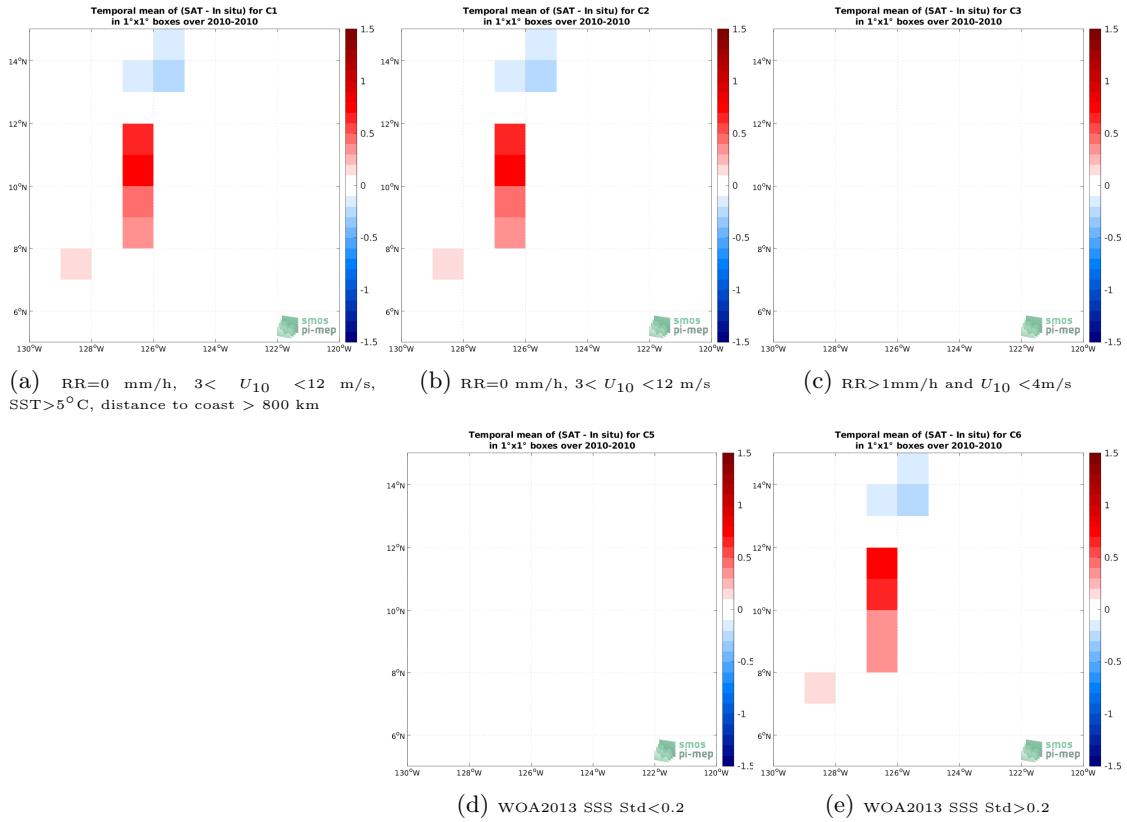 Temporal mean of (SAT - In situ) for C1
in 1°x1° boxes over 2010-2010
14°N
12°N
10°N
8°N
6°N
130°W
128°W
126°W
124°W
122°W
120°W
1.5
1
0.5
0
-0.5
-1
-1.5
smos
pi-mep
(a) RR=0 mm/h, 3< U10 <12 m/s,
SST>5°C, distance to coast > 800 km
Temporal mean of (SAT - In situ) for C2
in 1°x1° boxes over 2010-2010
14°N
12°N
10°N
8°N
6°N
130°W
128°W
126°W
124°W
122°W
120°W
1.5
1
0.5
0
-0.5
-1
-1.5
smos
pi-mep
(b) RR=0 mm/h, 3< U10 <12 m/s
Temporal mean of (SAT - In situ) for C3
in 1°x1° boxes over 2010-2010
14°N
12°N
10°N
8°N
6°N
130°W
128°W
126°W
124°W
122°W
120°W
1.5
1
0.5
0
-0.5
-1
-1.5
smos
pi-mep
(c) RR>1mm/h and U10 <4m/s
Temporal mean of (SAT - In situ) for C5
in 1°x1° boxes over 2010-2010
14°N
12°N
10°N
8°N
6°N
130°W
128°W
126°W
124°W
122°W
120°W
1.5
1
0.5
0
-0.5
-1
-1.5
smos
pi-mep
(d) WOA2013 SSS Std<0.2
Temporal mean of (SAT - In situ) for C6
in 1°x1° boxes over 2010-2010
14°N
12°N
10°N
8°N
6°N
130°W
128°W
126°W
124°W
122°W
120°W
1.5
1
0.5
0
-0.5
-1
-1.5
smos
pi-mep
(e) WOA2013 SSS Std>0.2